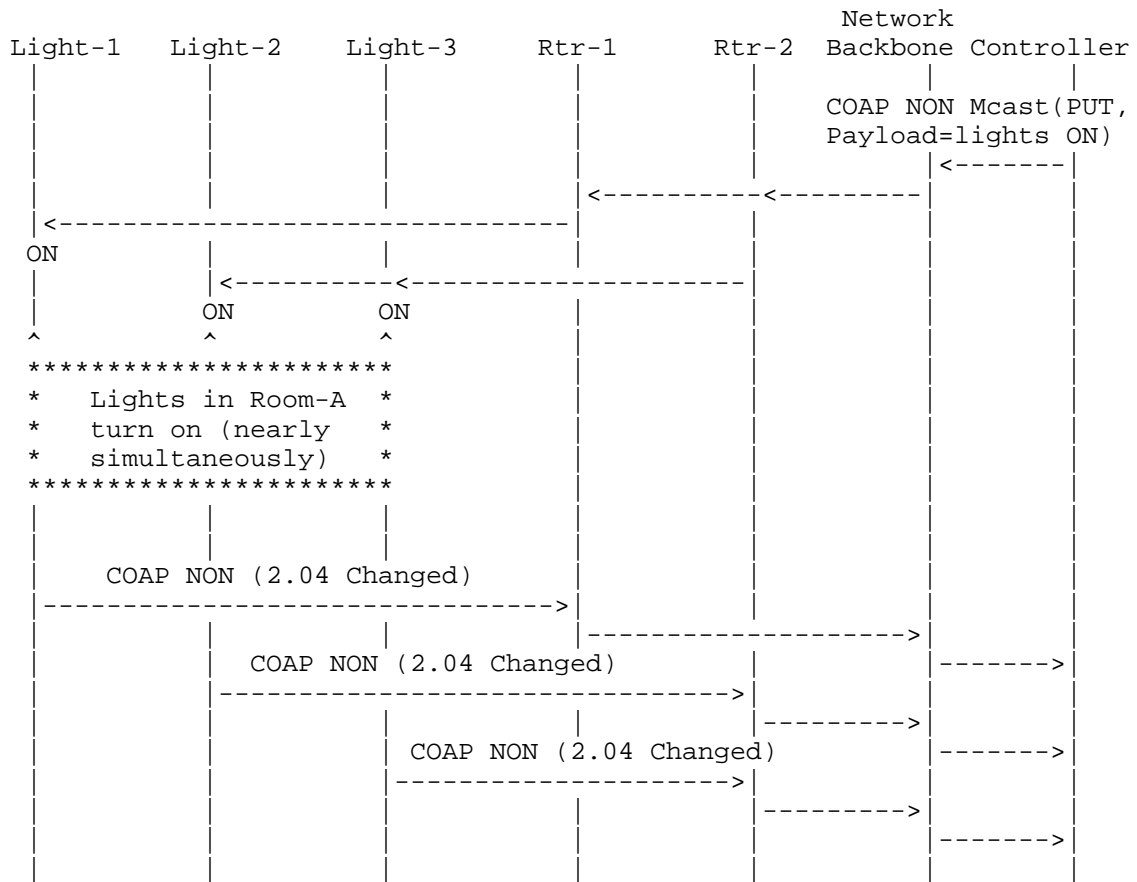 Network
Light-1 Light-2 Light-3 Rtr-1 Rtr-2 Backbone Controller
COAP NON Mcast(PUT,
Payload=lights ON)
ON
ON ON
Lights in Room-A
turn on (nearly
simultaneously)
COAP NON (2.04 Changed)
COAP NON (2.04 Changed)
COAP NON (2.04 Changed)